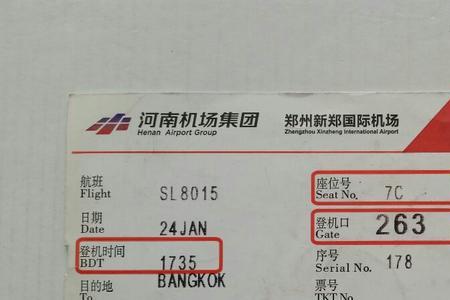 河南机场集团 郑州新郑国际机场
Henan Airport Group Zhengzhou Xinzheng International Airport
航班
Flight SL8015
座位号
Seat No. 7C
日期
Date 24JAN
登机口
Gate 263
登机时间
BDT 1735
序号
Serial No. 178
目的地 BANGKOK
To
票号
TKT No.